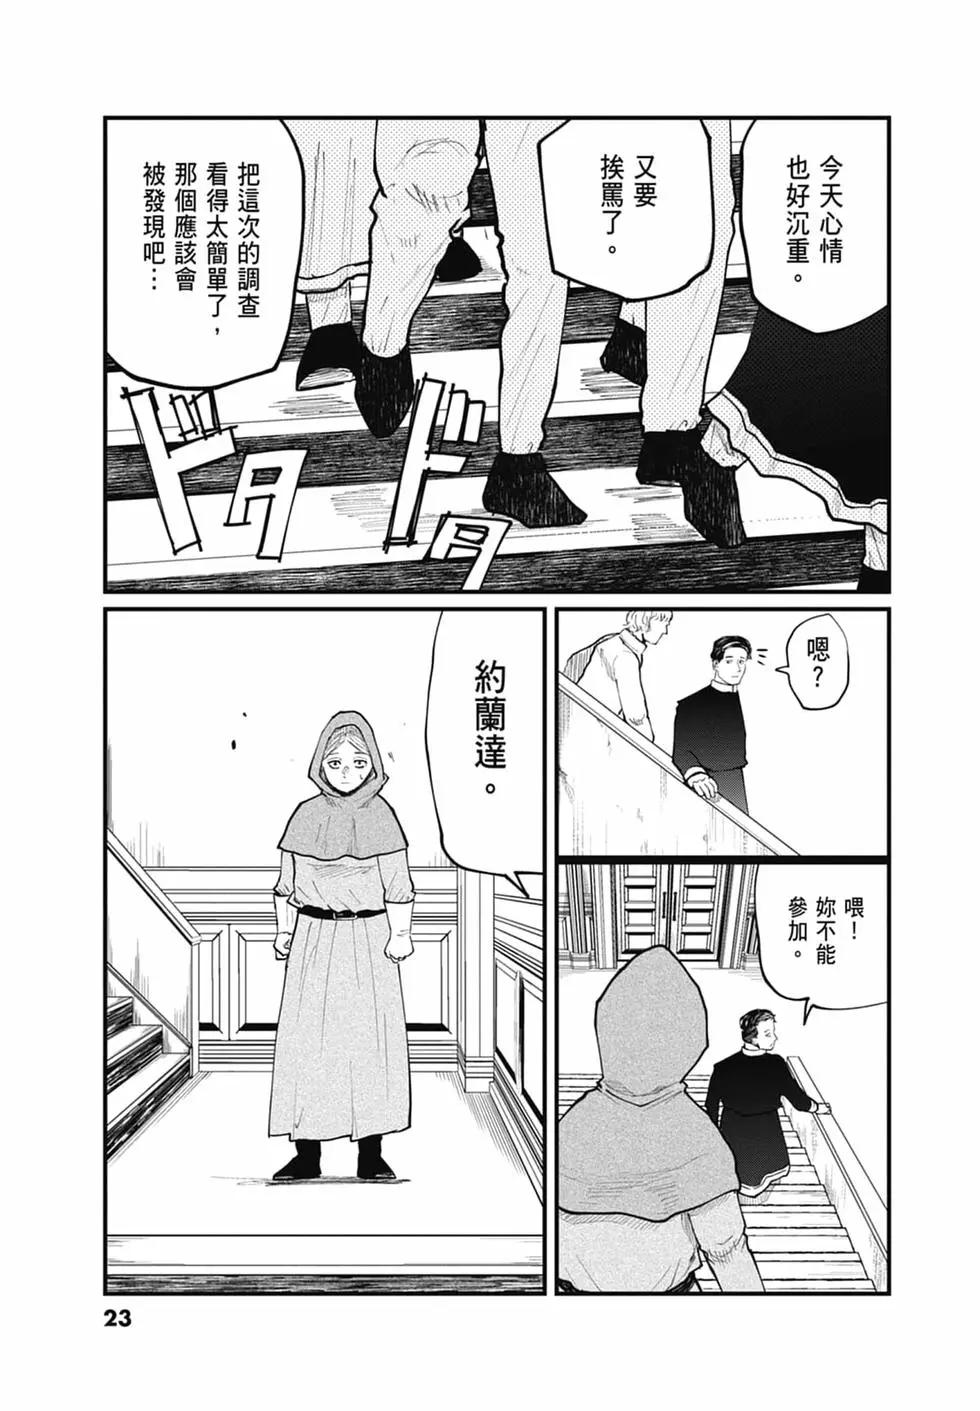 今天心情
也好沉重。
又要
挨罵了。
把這次的調查
看得太簡單了，
那個應該會
被發現吧…
ドタ
ドタ
嗯？
喂！
妳不能
參加。
約蘭達。
23